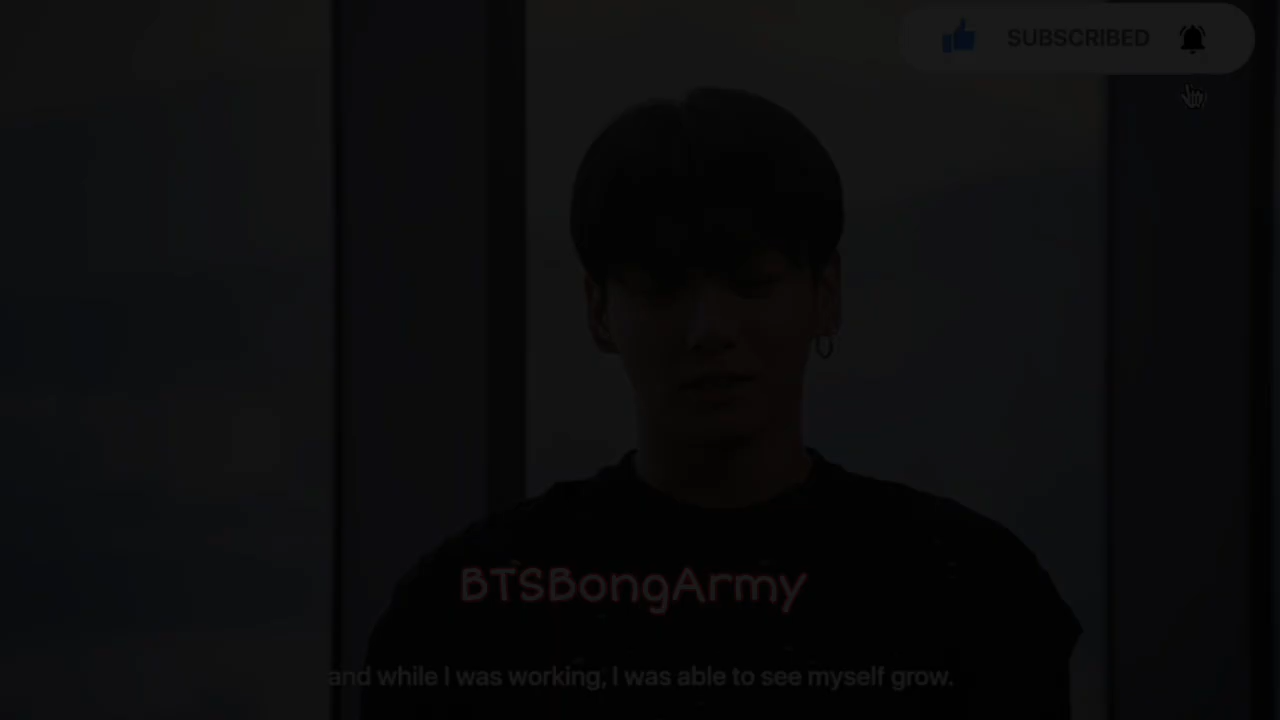 SUBSCRIBED
BTSBongArmy
and while I was working, I was able to see myself grow.